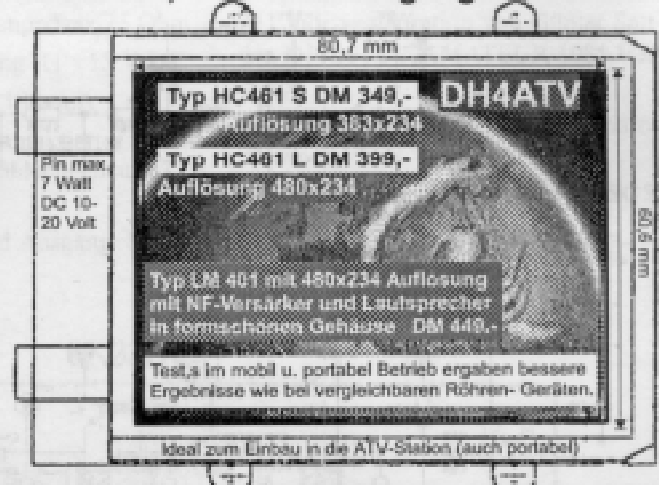 80,7 mm
Typ HC461 S DM 349,- DH4ATV
Auflösung 383x234
Typ HC461 L DM 399,-
Auflösung 480x234
Pin max.
7 Watt
DC 10-
20 Volt
60,6 mm
Typ LM 401 mit 480x234 Auflösung
mit NF-Versärker und Lautsprecher
in formschönen Gehäuse DM 449.-
Test,s im mobil u. portabel Betrieb ergaben bessere
Ergebnisse wie bei vergleichbaren Röhren- Geräten.
Ideal zum Einbau in die ATV-Station (auch portabel)